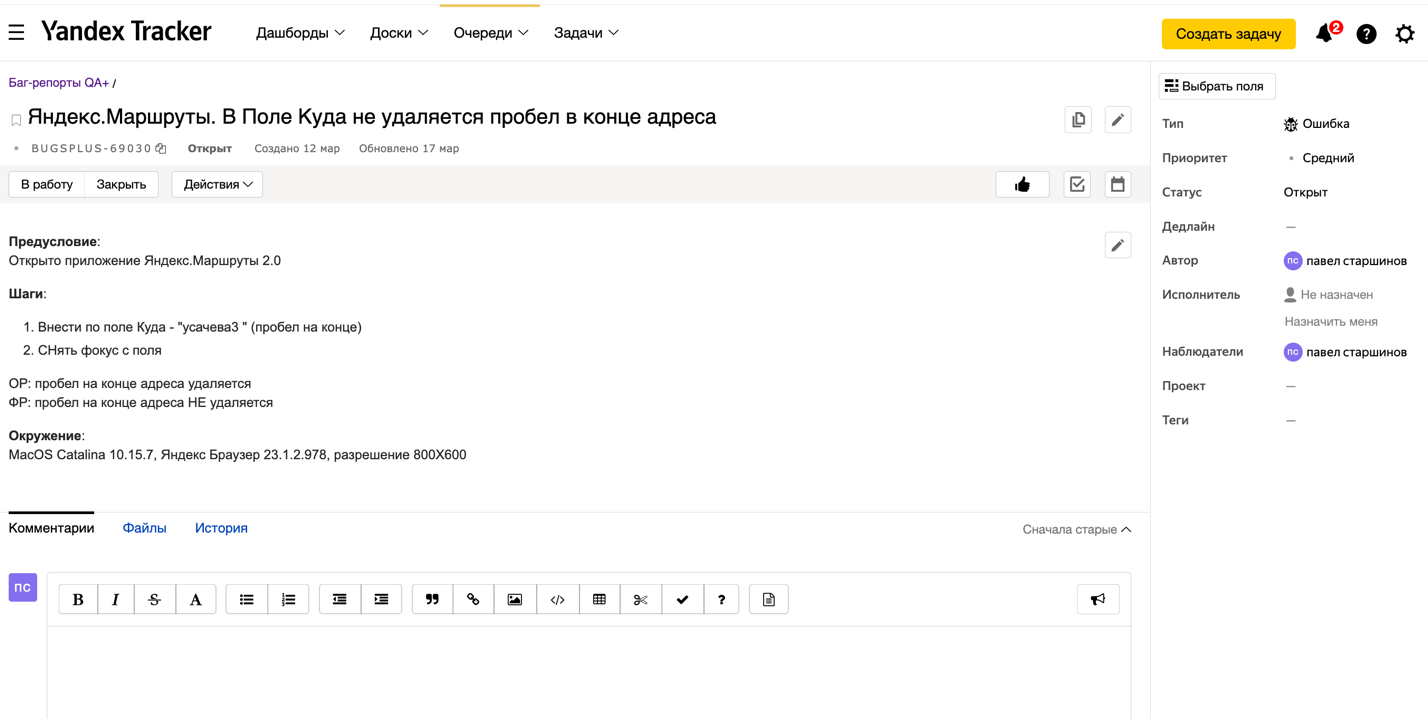 Yandex Tracker
Дашборды
Доски
Очереди
Задачи
Создать задачу
2
?
Баг-репорты QA+ /
Яндекс.Маршруты. В Поле Куда не удаляется пробел в конце адреса
BUGSPLUS-69030
Открыт
Создано 12 мар
Обновлено 17 мар
В работу
Закрыть
Действия
Предусловие:
Открыто приложение Яндекс.Маршруты 2.0
Шаги:
1. Внести по поле Куда - "усачева3 " (пробел на конце)
2. СНять фокус с поля
ОР: пробел на конце адреса удаляется
ФР: пробел на конце адреса НЕ удаляется
Окружение:
MacOS Catalina 10.15.7, Яндекс Браузер 23.1.2.978, разрешение 800X600
Комментарии
Файлы
История
Сначала старые
ПС
B I S A
</>
?
Выбрать поля
Тип
Ошибка
Приоритет
Средний
Статус
Открыт
Дедлайн
—
Автор
ПС павел старшинов
Исполнитель
Не назначен
Назначить меня
Наблюдатели
ПС павел старшинов
Проект
—
Теги
—